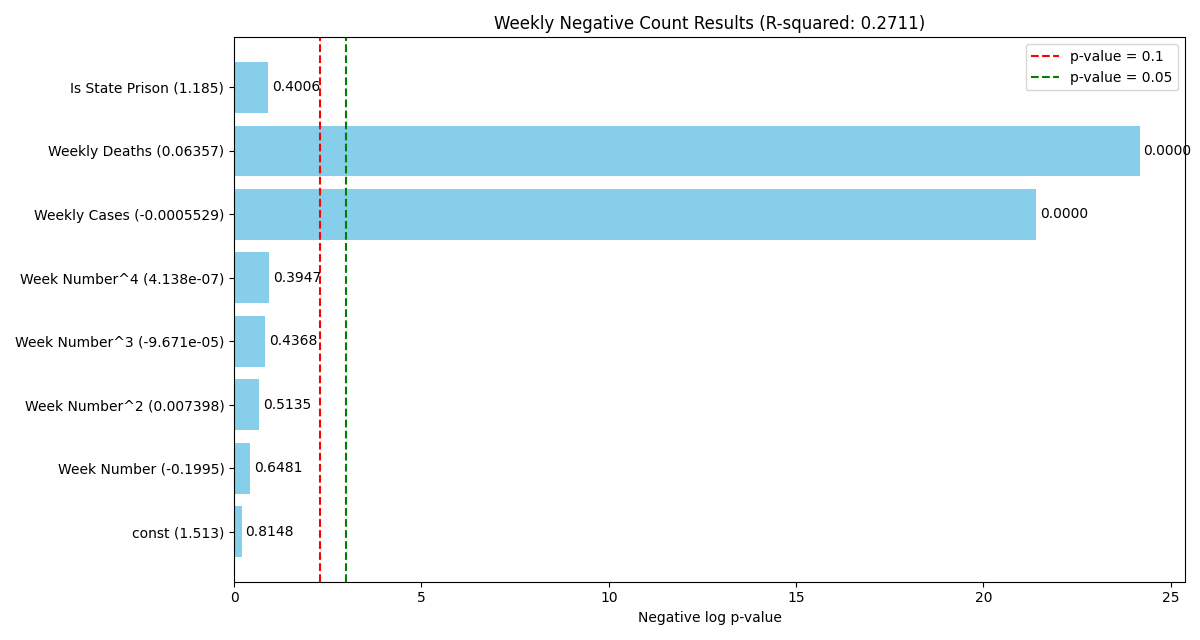 Weekly Negative Count Results (R-squared: 0.2711)
p-value = 0.1
p-value = 0.05
Is State Prison (1.185)
0.4006
Weekly Deaths (0.06357)
0.0000
Weekly Cases (-0.0005529)
0.0000
Week Number^4 (4.138e-07)
0.3947
Week Number^3 (-9.671e-05)
0.4368
Week Number^2 (0.007398)
0.5135
Week Number (-0.1995)
0.6481
const (1.513)
0.8148
0 5 10 15 20 25
Negative log p-value